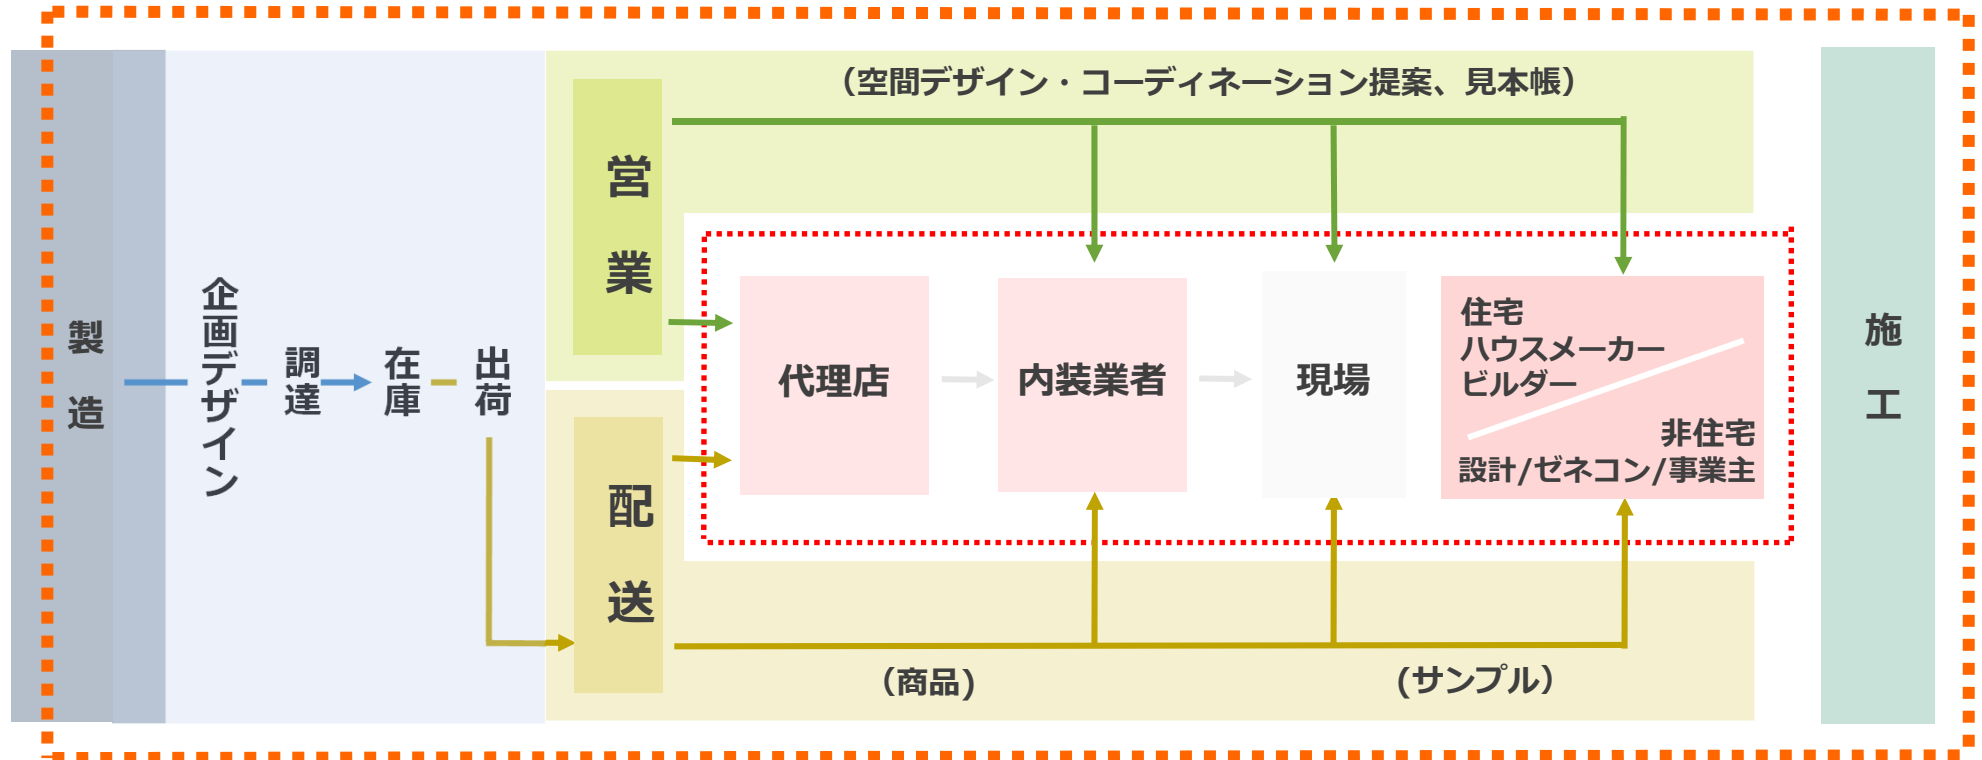 製造
企画デザイン
調達
在庫
出荷
営業
（空間デザイン・コーディネーション提案、見本帳）
代理店
内装業者
現場
住宅
ハウスメーカー
ビルダー
非住宅
設計/ゼネコン/事業主
配送
（商品)
(サンプル）
施工